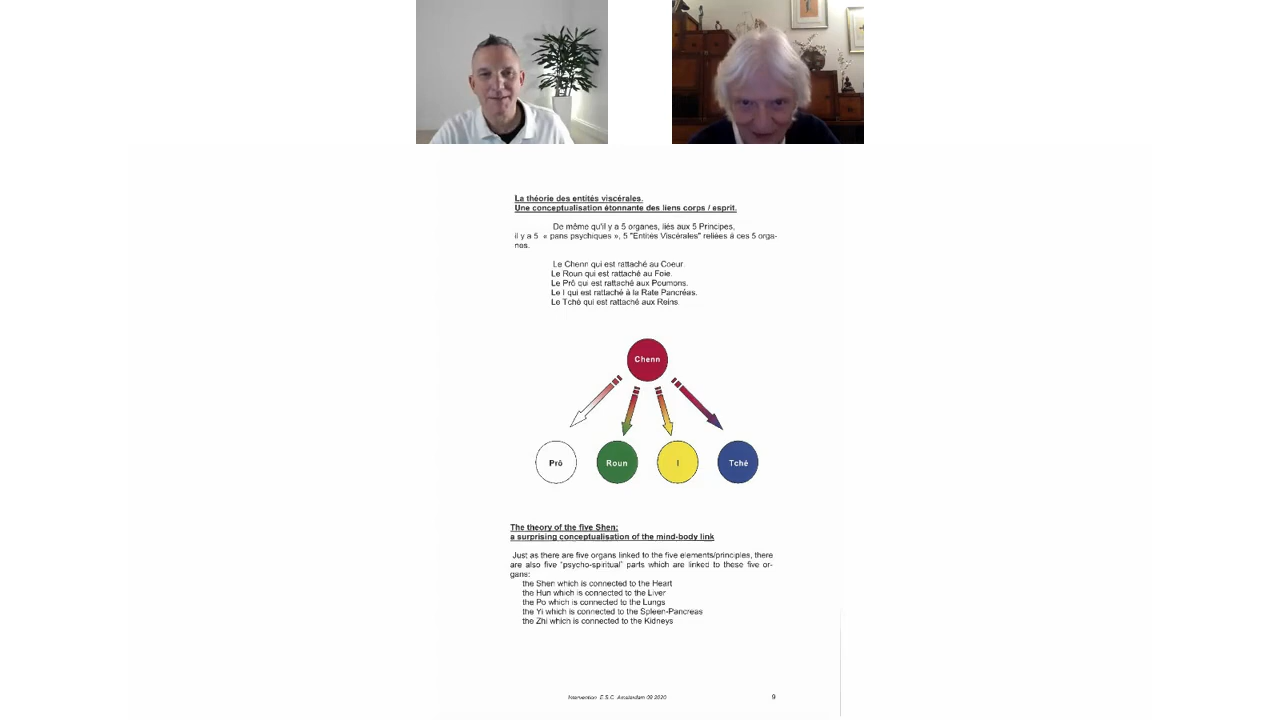 La théorie des entités viscérales.
Une conceptualisation étonnante des liens corps / esprit.
De même qu'il y a 5 organes, liés aux 5 Principes,
il y a 5 « pans psychiques », 5 "Entités Viscérales" reliées à ces 5 orga-
nes.
Le Chenn qui est rattaché au Coeur.
Le Roun qui est rattaché au Foie.
Le Prô qui est rattaché aux Poumons.
Le I qui est rattaché à la Rate Pancréas.
Le Tché qui est rattaché aux Reins.
Chenn
Prô Roun I Tché
The theory of the five Shen:
a surprising conceptualisation of the mind-body link
Just as there are five organs linked to the five elements/principles, there
are also five "psycho-spiritual" parts which are linked to these five or-
gans:
the Shen which is connected to the Heart
the Hun which is connected to the Liver
the Po which is connected to the Lungs
the Yi which is connected to the Spleen-Pancreas
the Zhi which is connected to the Kidneys
Intervention E.S.C. Amsterdam 09 2020 9